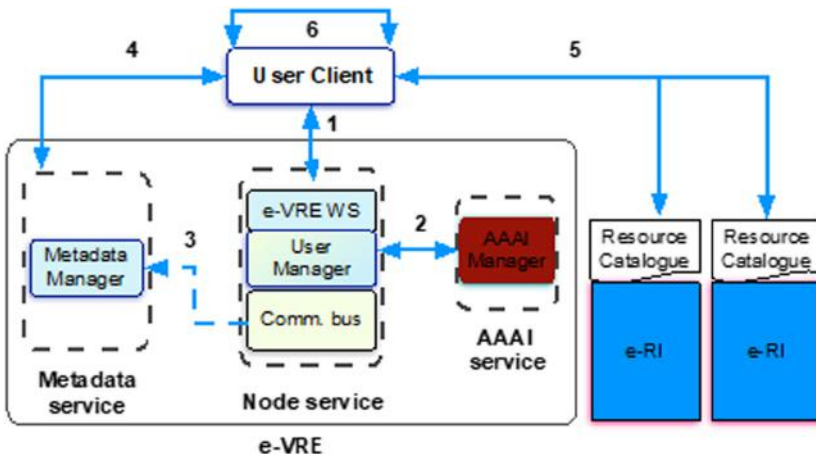 6
4
User Client
5
1
e-VRE WS
2
3
User
Manager
AAAI
Manager
Metadata
Manager
Comm. bus
Resource
Catalogue
Resource
Catalogue
e-RI
e-RI
AAAI
service
Metadata
service
Node service
e-VRE